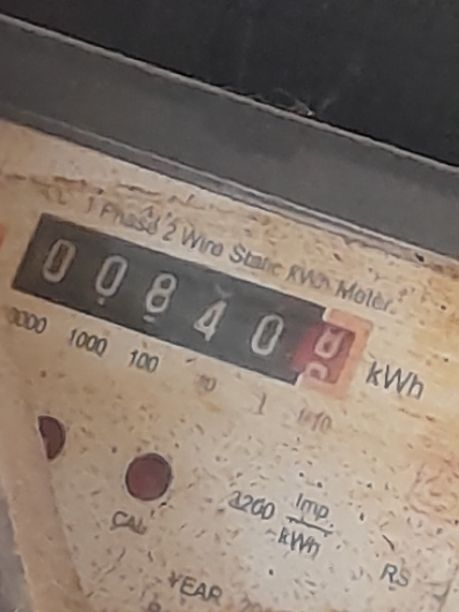 1 Phase 2 Wire Static kWh Meter
0 0 8 4 0 8 kWh
1000 100 10 1 1/10
CAL
3200 Imp/kWh
RS
YEAR